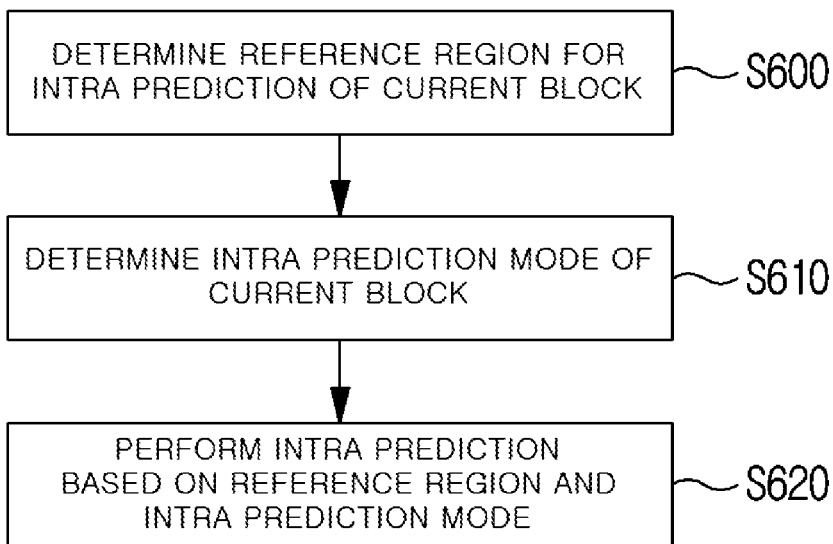 DETERMINE REFERENCE REGION FOR
INTRA PREDICTION OF CURRENT BLOCK
S600
DETERMINE INTRA PREDICTION MODE OF
CURRENT BLOCK
S610
PERFORM INTRA PREDICTION
BASED ON REFERENCE REGION AND
INTRA PREDICTION MODE
S620